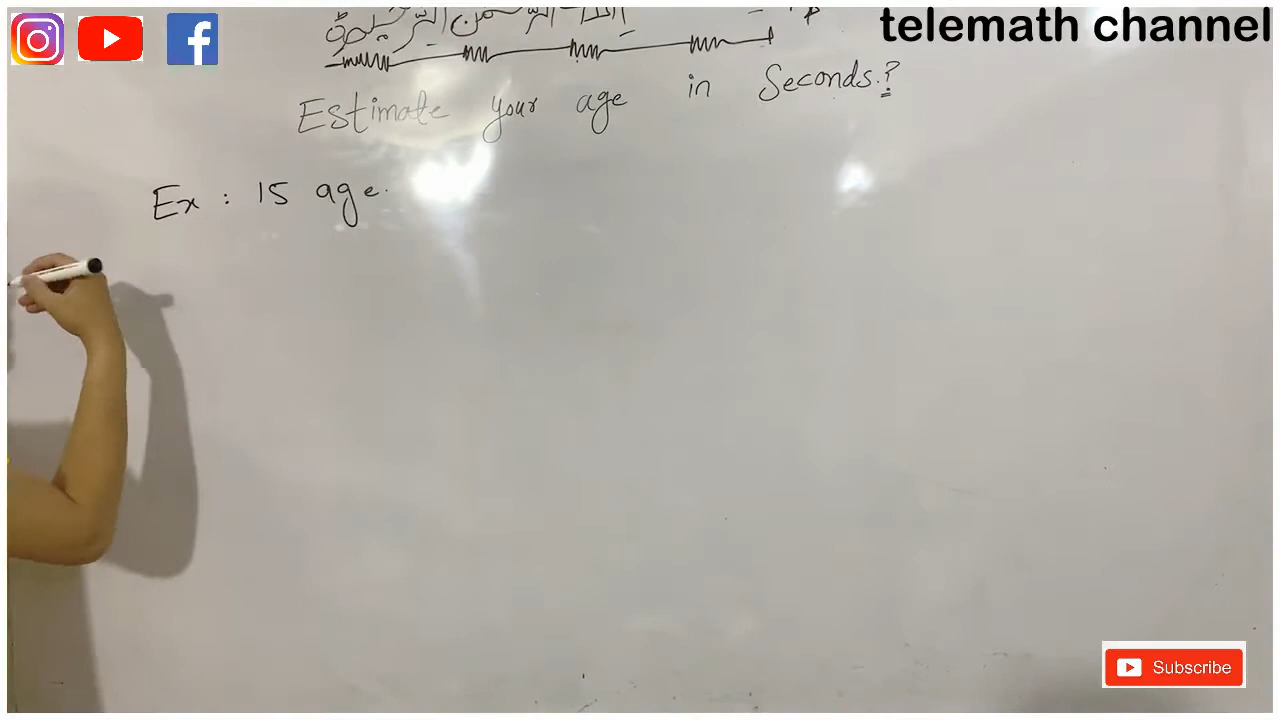 telemath channel
Estimate your age in Seconds.?
Ex : 15 age.
Subscribe